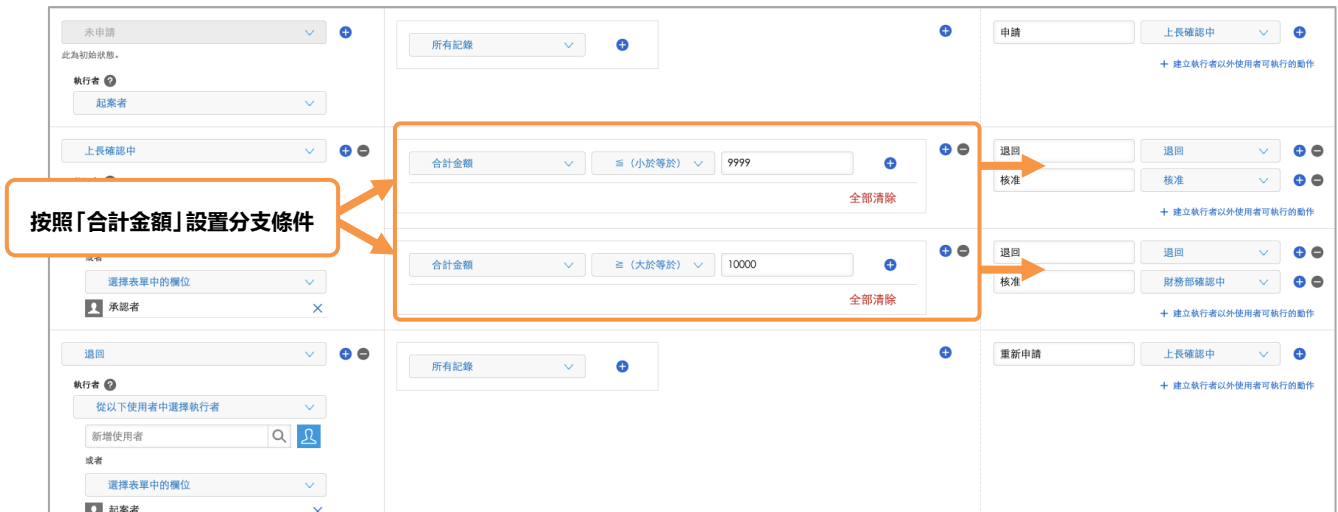 未申請
所有記錄
申請
上長確認中
此為初始狀態。
+ 建立執行者以外使用者可執行的動作
執行者 ?
起案者
上長確認中
合計金額
≦ (小於等於)
9999
退回
退回
核准
核准
全部清除
+ 建立執行者以外使用者可執行的動作
按照「合計金額」設置分支條件
合計金額
≧ (大於等於)
10000
退回
退回
或者
選擇表單中的欄位
核准
財務部確認中
全部清除
承認者
+ 建立執行者以外使用者可執行的動作
退回
所有記錄
重新申請
上長確認中
執行者 ?
+ 建立執行者以外使用者可執行的動作
從以下使用者中選擇執行者
新增使用者
或者
選擇表單中的欄位
起案者